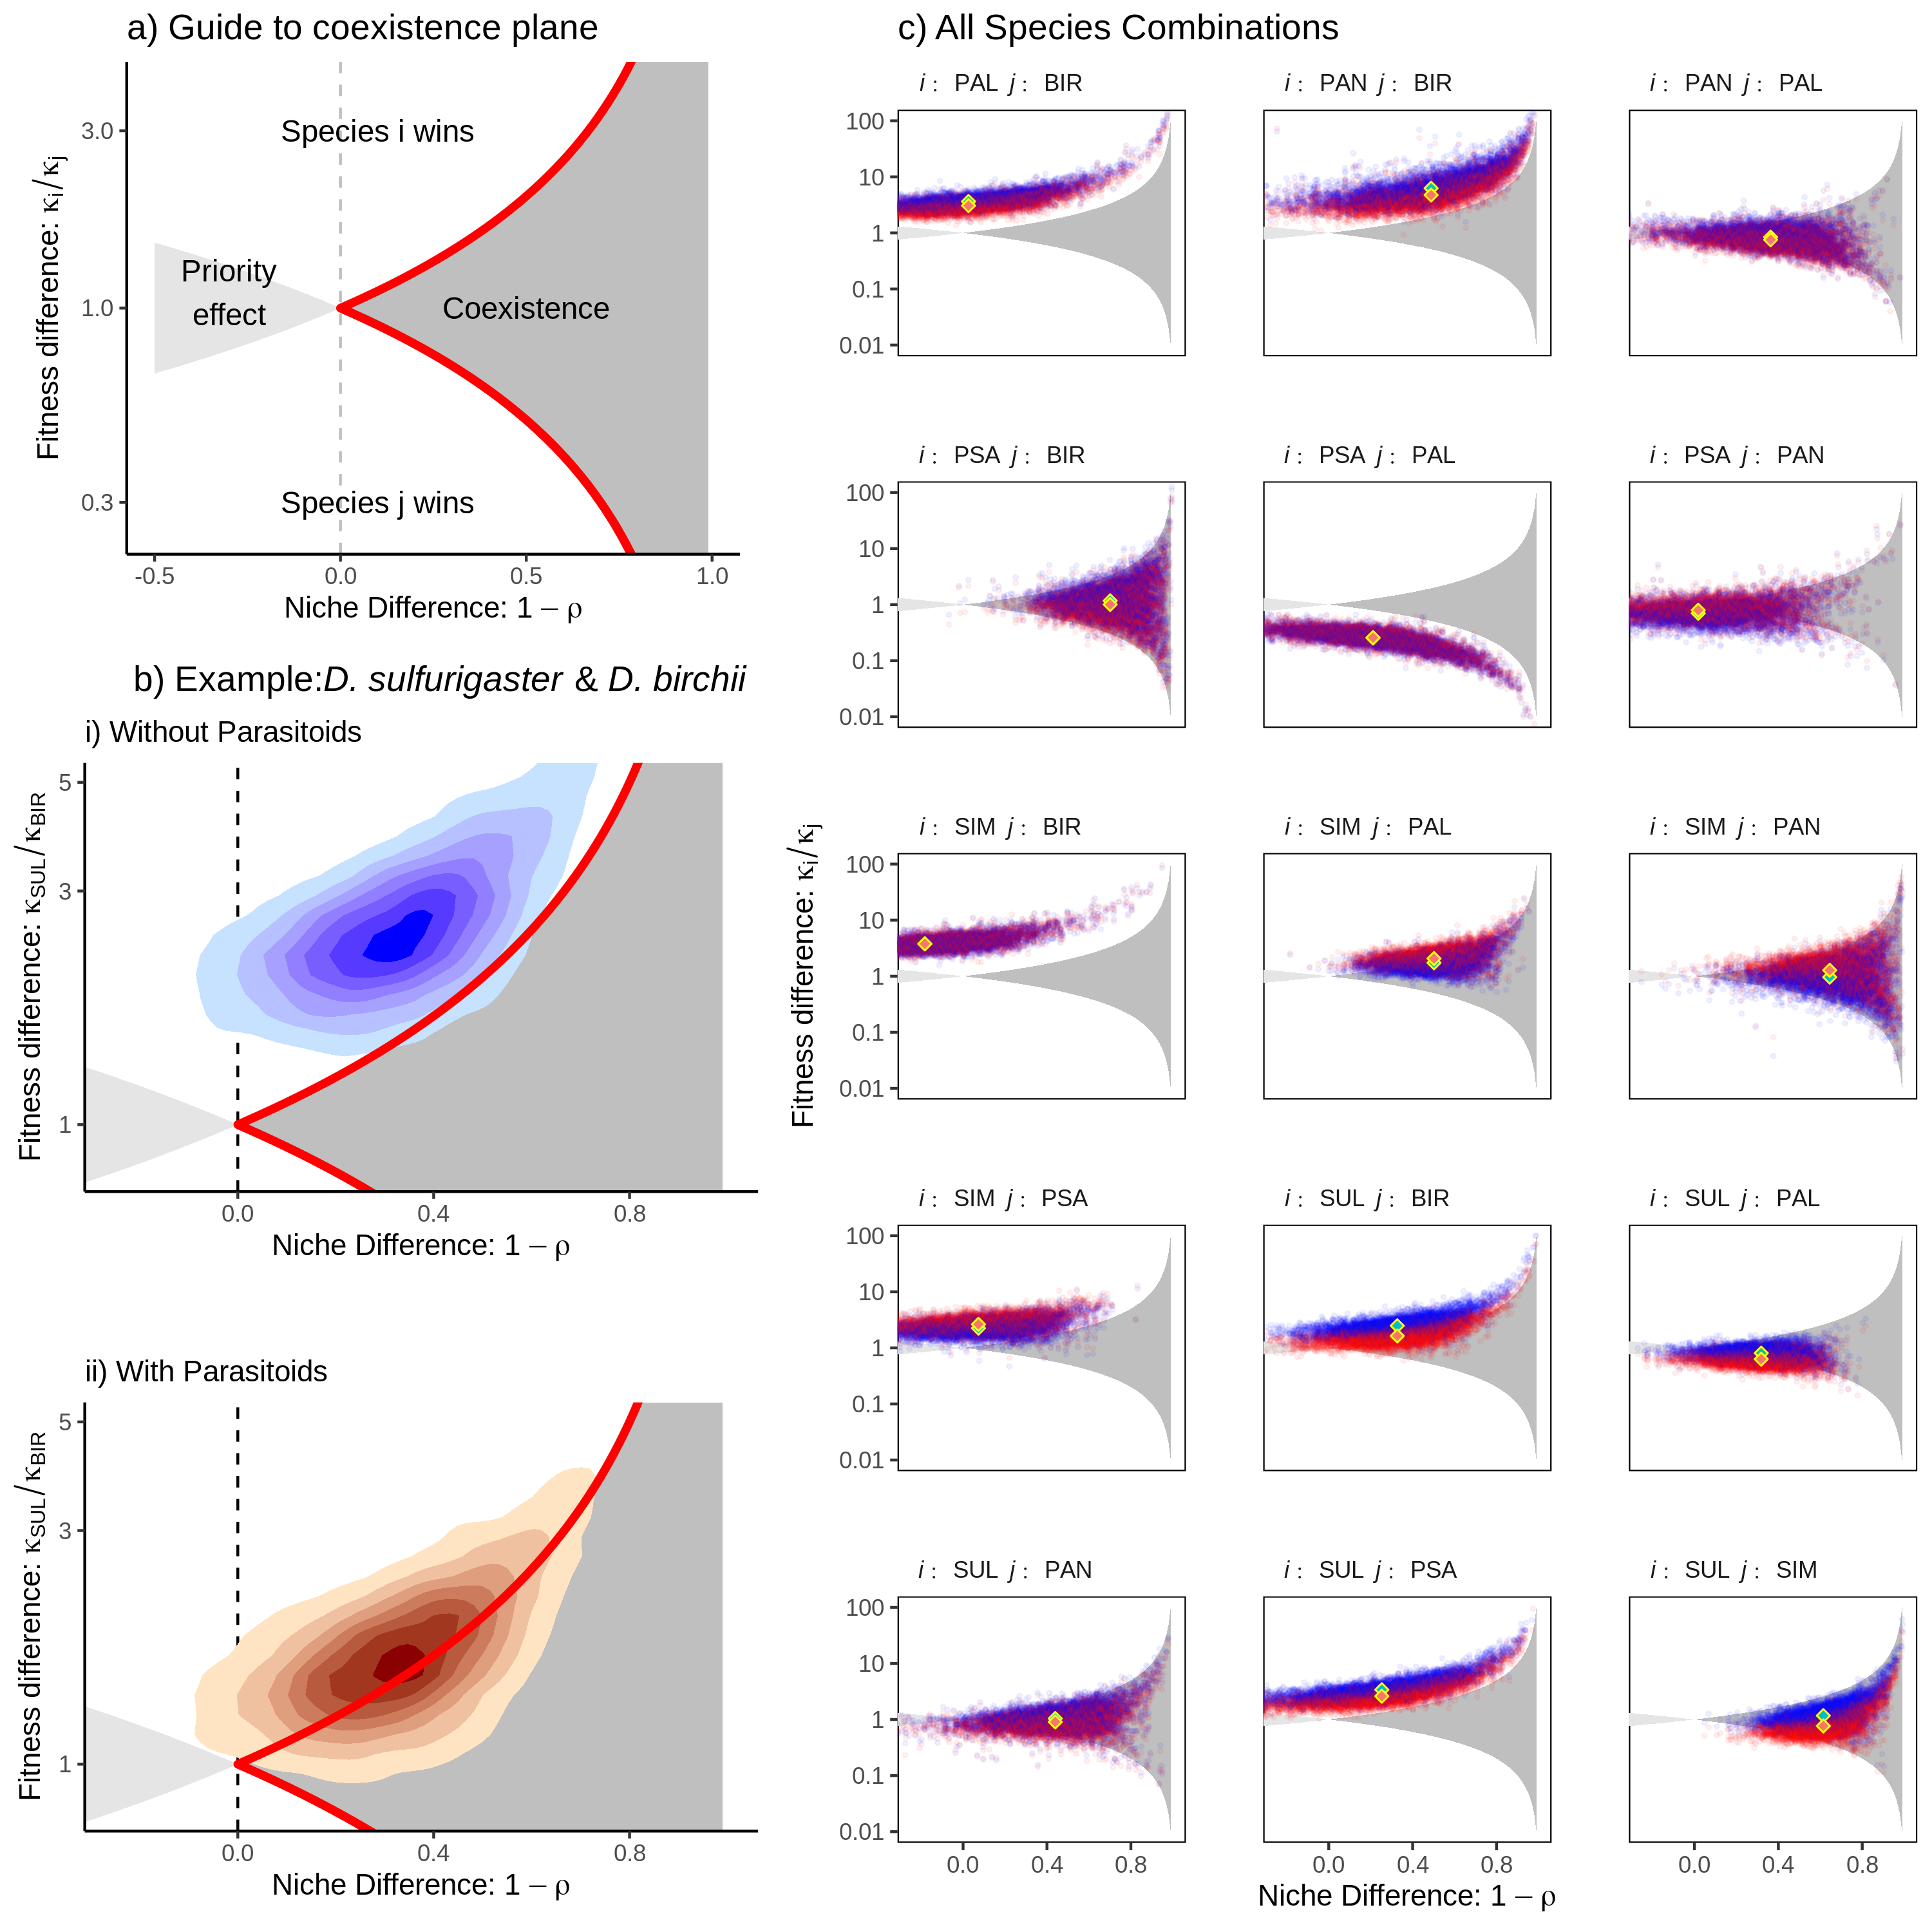 a) Guide to coexistence plane
Fitness difference: κi/κj
3.0
1.0
0.3
Species i wins
Priority
effect
Coexistence
Species j wins
-0.5 0.0 0.5 1.0
Niche Difference: 1 − ρ
b) Example:D. sulfurigaster & D. birchii
i) Without Parasitoids
Fitness difference: κSUL/κBIR
5
3
1
0.0 0.4 0.8
Niche Difference: 1 − ρ
ii) With Parasitoids
Fitness difference: κSUL/κBIR
5
3
1
0.0 0.4 0.8
Niche Difference: 1 − ρ
c) All Species Combinations
Fitness difference: κi/κj
i : PAL j : BIR
i : PAN j : BIR
i : PAN j : PAL
100
10
1
0.1
0.01
i : PSA j : BIR
i : PSA j : PAL
i : PSA j : PAN
100
10
1
0.1
0.01
i : SIM j : BIR
i : SIM j : PAL
i : SIM j : PAN
100
10
1
0.1
0.01
i : SIM j : PSA
i : SUL j : BIR
i : SUL j : PAL
100
10
1
0.1
0.01
i : SUL j : PAN
i : SUL j : PSA
i : SUL j : SIM
100
10
1
0.1
0.01
0.0 0.4 0.8
0.0 0.4 0.8
0.0 0.4 0.8
Niche Difference: 1 − ρ